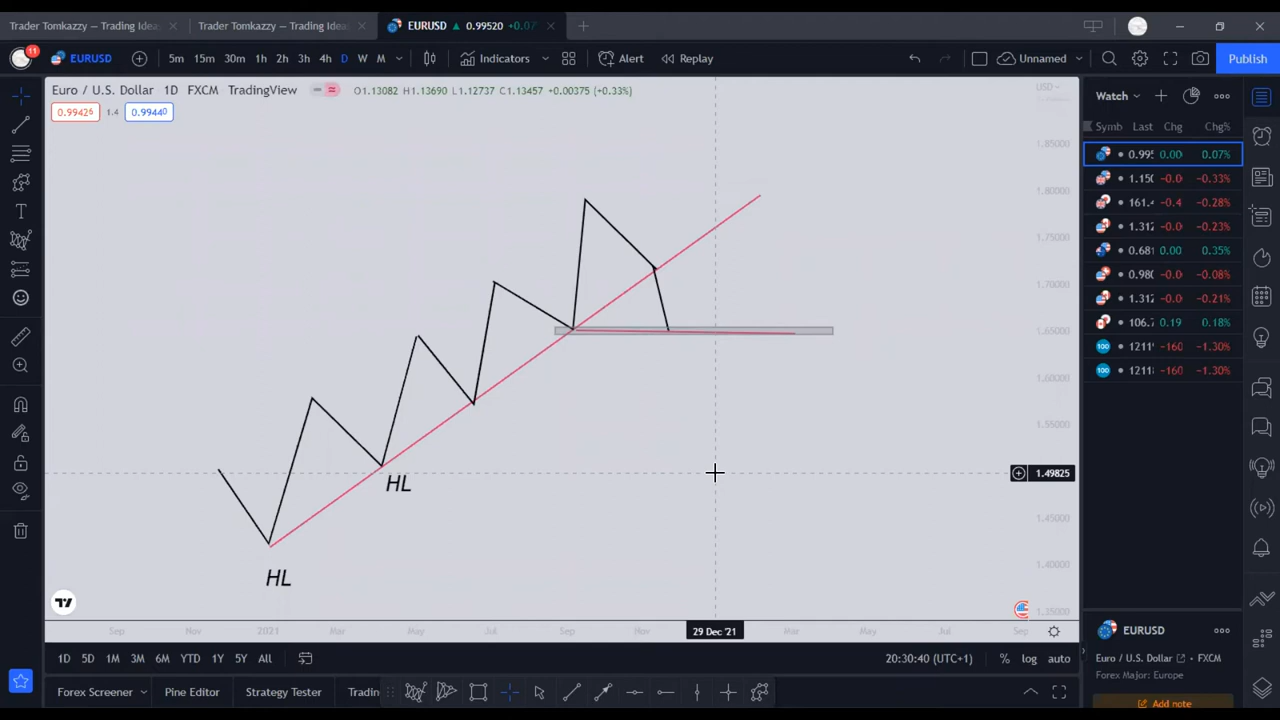 Trader Tomkazzy — Trading Idea
Trader Tomkazzy — Trading Idea
EURUSD ▲ 0.99520 +0.07
11
EURUSD
5m 15m 30m 1h 2h 3h 4h D W M
Indicators
Alert
Replay
Unnamed
Publish
Euro / U.S. Dollar 1D FXCM TradingView
O1.13082 H1.13690 L1.12737 C1.13457 +0.00375 (+0.33%)
0.99426 1.4 0.99440
USD
1.85000
1.80000
1.75000
1.70000
1.65000
1.60000
1.55000
1.49825
1.45000
1.40000
1.35000
HL
HL
Sep Nov 2021 Mar May Jul Sep Nov 29 Dec '21 Mar May Jul Sep
1D 5D 1M 3M 6M YTD 1Y 5Y All
20:30:40 (UTC+1)
% log auto
Forex Screener Pine Editor Strategy Tester Tradin
Watch
Symb Last Chg Chg%
0.995 0.00 0.07%
1.150 −0.0 −0.33%
161.4 −0.4 −0.28%
1.312 −0.0 −0.23%
0.681 0.00 0.35%
0.980 −0.0 −0.08%
1.312 −0.0 −0.21%
106.7 0.19 0.18%
100 1211 −160 −1.30%
100 1211 −160 −1.30%
EURUSD
Euro / U.S. Dollar FXCM
Forex Major: Europe
Add note